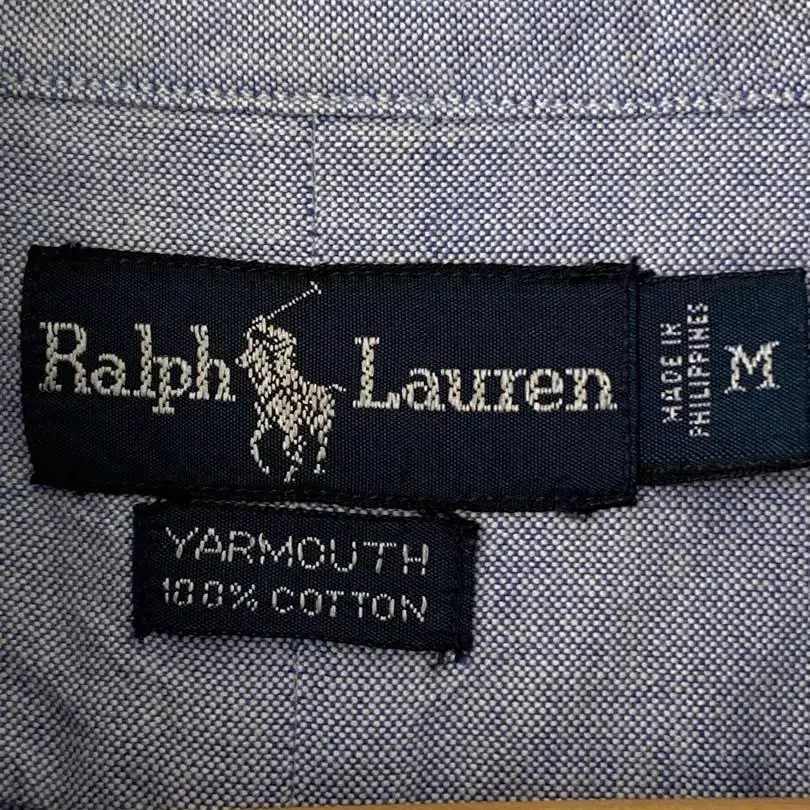 Ralph Lauren
MADE IN
PHILIPPINES
M
YARMOUTH
100% COTTON